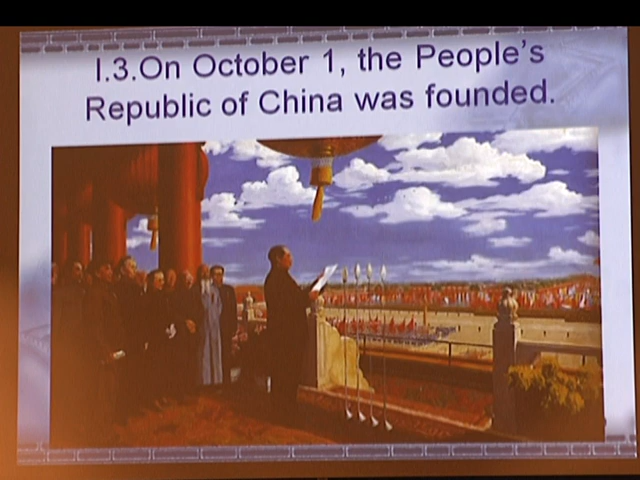 I.3.On October 1, the People's
Republic of China was founded.